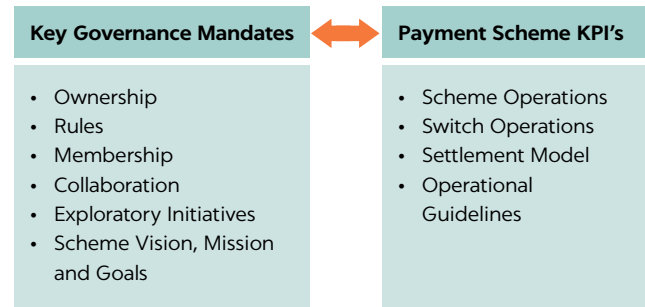 Key Governance Mandates
• Ownership
• Rules
• Membership
• Collaboration
• Exploratory Initiatives
• Scheme Vision, Mission
and Goals
Payment Scheme KPI's
• Scheme Operations
• Switch Operations
• Settlement Model
• Operational
Guidelines